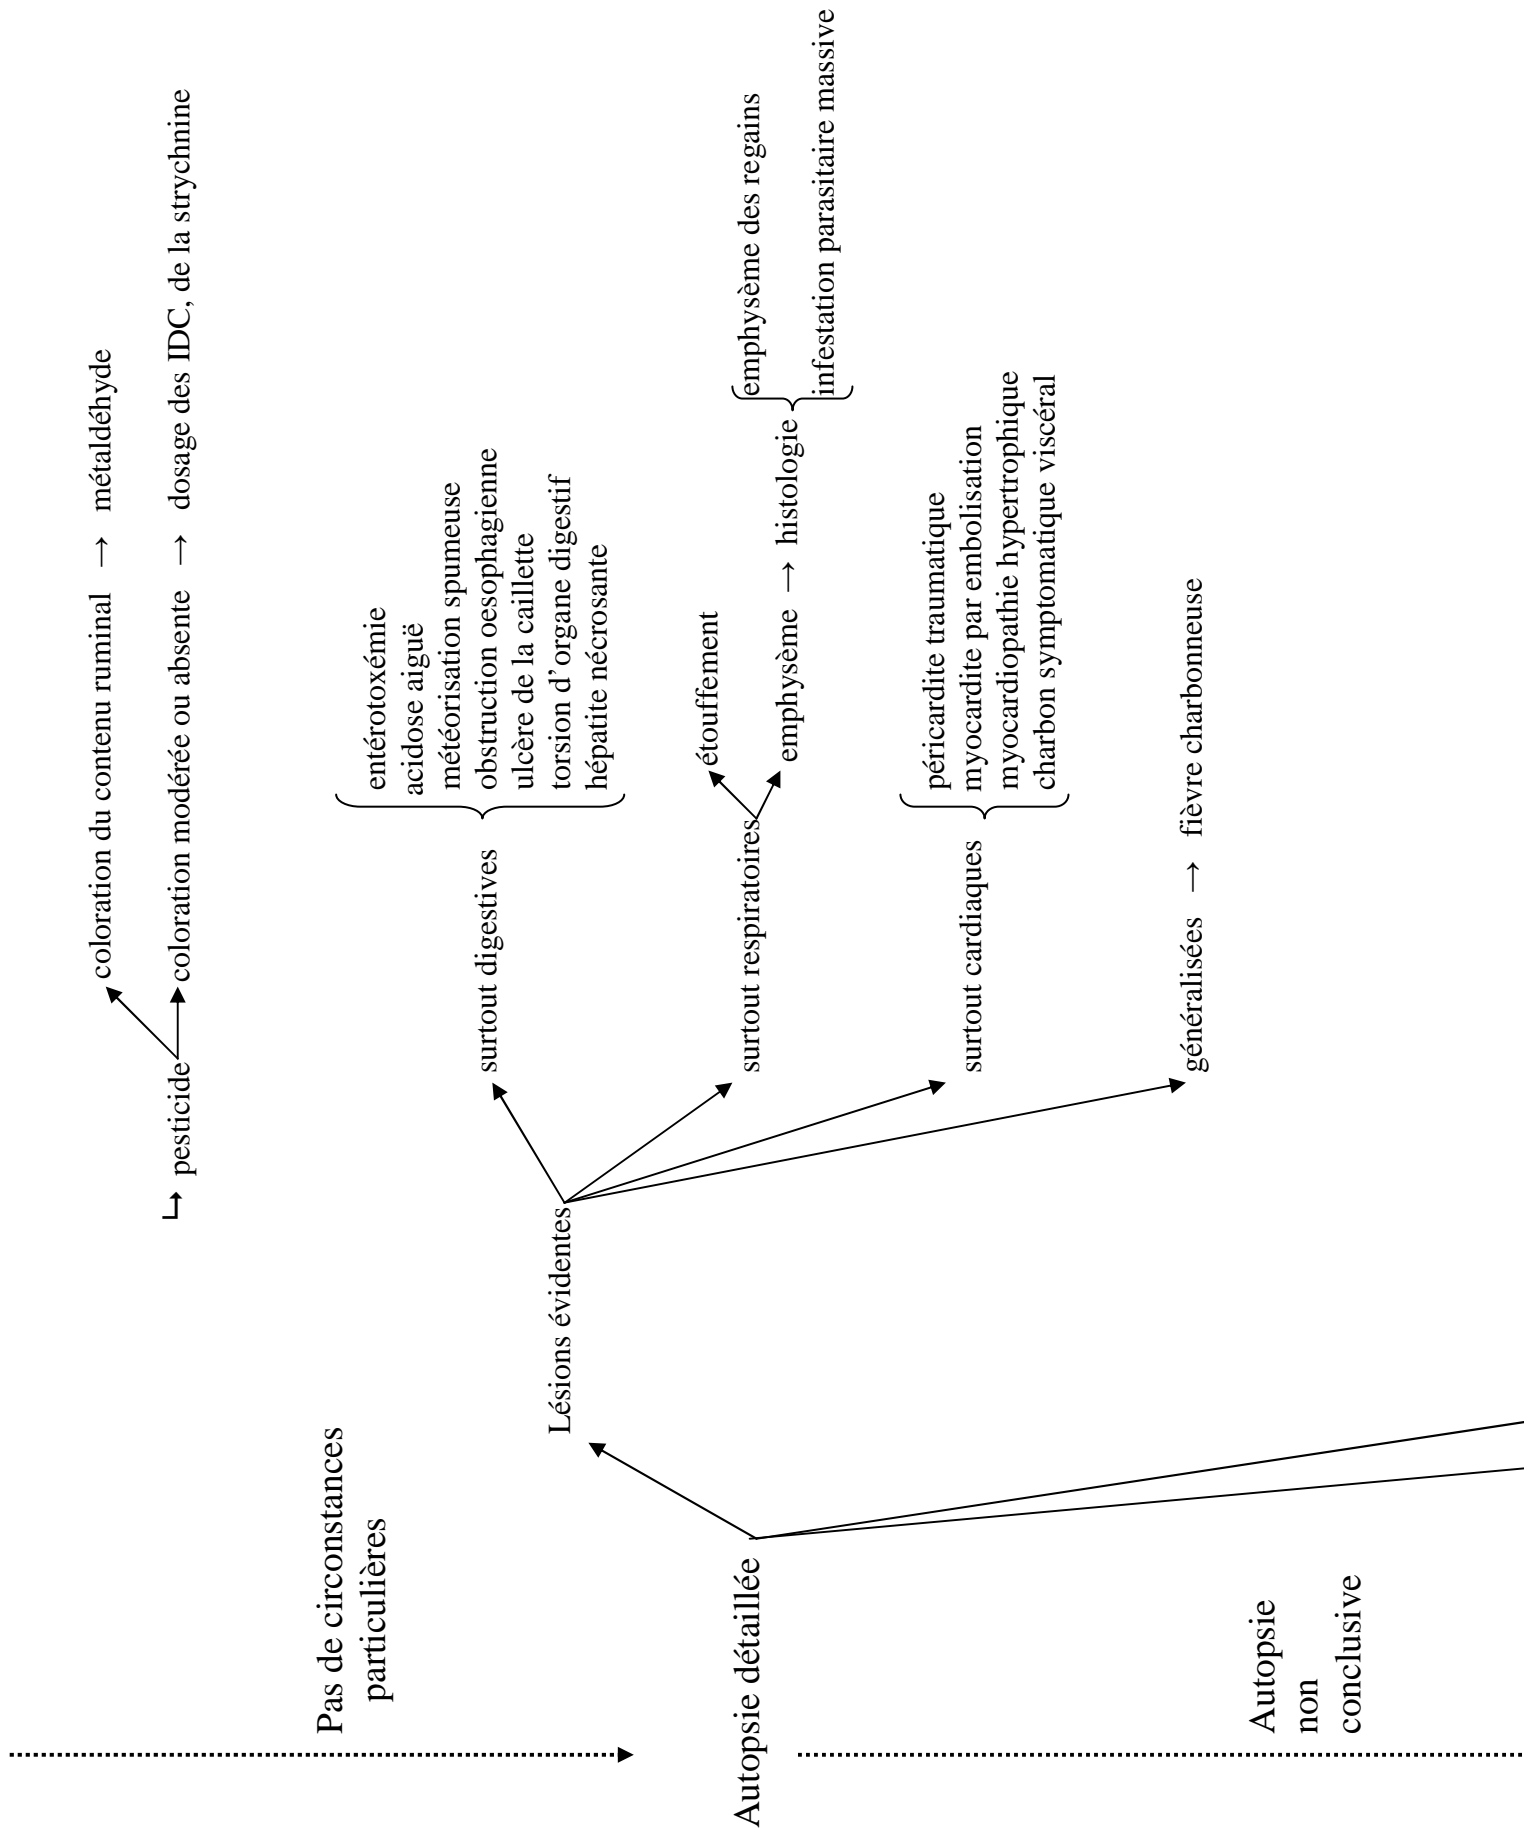 coloration du contenu ruminal → métaldéhyde
↳ pesticide
coloration modérée ou absente → dosage des IDC, de la strychnine
Pas de circonstances
particulières
entérotoxémie
acidose aiguë
météorisation spumeuse
surtout digestives
obstruction oesophagienne
ulcère de la caillette
torsion d'organe digestif
hépatite nécrosante
Lésions évidentes
étouffement
Autopsie détaillée
surtout respiratoires
emphysème → histologie
emphysème des regains
infestation parasitaire massive
péricardite traumatique
surtout cardiaques
myocardite par embolisation
myocardiopathie hypertrophique
charbon symptomatique viscéral
généralisées → fièvre charbonneuse
Autopsie
non
conclusive